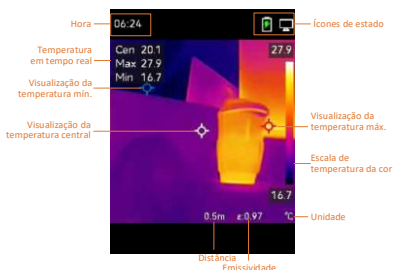 Hora
06:24
Ícones de estado
Temperatura
em tempo real
Cen 20.1
Max 27.9
Min 16.7
27.9
Visualização da
temperatura mín.
Visualização da
temperatura central
Visualização da
temperatura máx.
Escala de
temperatura da cor
16.7
0.5m ε:0.97 °C
Unidade
Distância
Emissividade